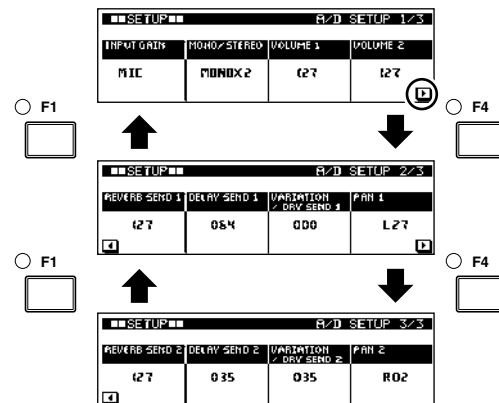 ■■SETUP■■ A/D SETUP 1/3
INPUT GAIN MONO/STEREO VOLUME 1 VOLUME 2
MIC MONOX2 127 127
F1 F4
■■SETUP■■ A/D SETUP 2/3
REVERB SEND 1 DELAY SEND 1 VARIATION / DRV SEND 1 PAN 1
127 064 000 L27
F1 F4
■■SETUP■■ A/D SETUP 3/3
REVERB SEND 2 DELAY SEND 2 VARIATION / DRV SEND 2 PAN 2
127 035 035 R02